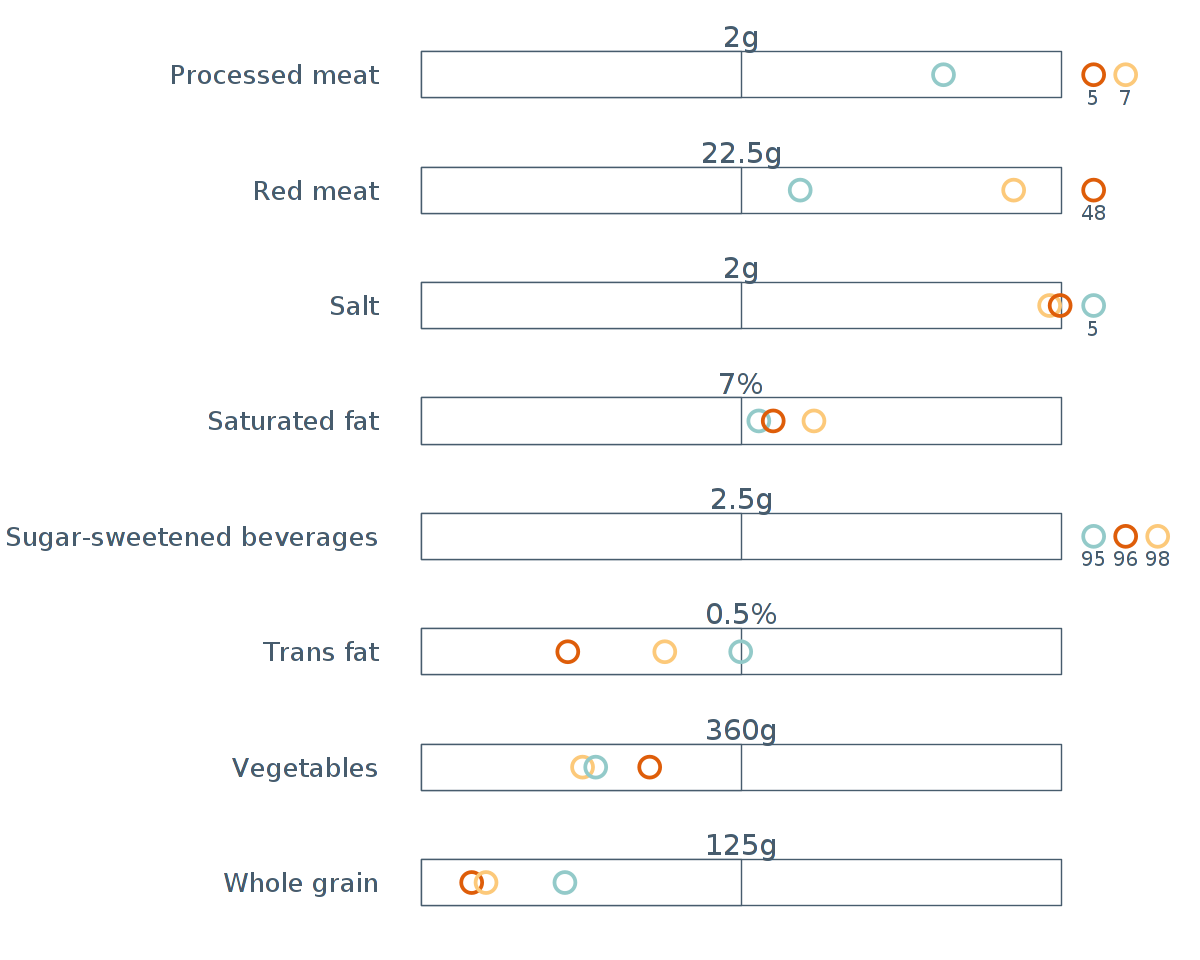 2g
Processed meat
5 7
22.5g
Red meat
48
2g
Salt
5
7%
Saturated fat
2.5g
Sugar-sweetened beverages
95 96 98
0.5%
Trans fat
360g
Vegetables
125g
Whole grain